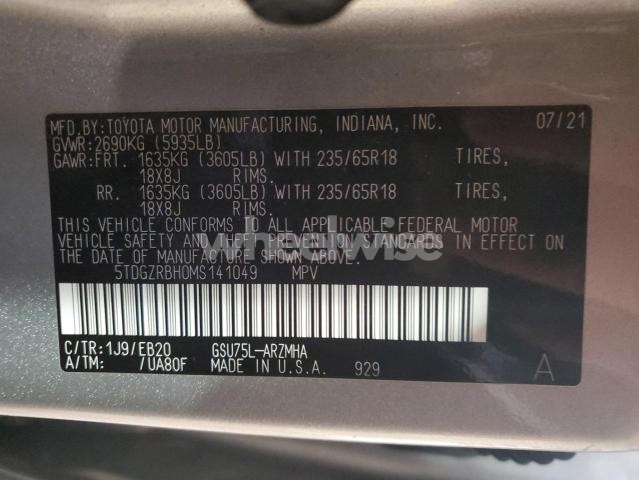 MFD.BY:TOYOTA MOTOR MANUFACTURING, INDIANA, INC. 07/21
GVWR:2690KG (5935LB)
GAWR:FRT. 1635KG (3605LB) WITH 235/65R18 TIRES,
18X8J RIMS.
RR. 1635KG (3605LB) WITH 235/65R18 TIRES,
18X8J RIMS.
THIS VEHICLE CONFORMS TO ALL APPLICABLE FEDERAL MOTOR
VEHICLE SAFETY AND THEFT PREVENTION STANDARDS IN EFFECT ON
THE DATE OF MANUFACTURE SHOWN ABOVE.
5TDGZRBH0MS141049 MPV
wheelwise
C/TR:1J9/EB20 GSU75L-ARZMHA
A/TM: /UA80F MADE IN U.S.A. 929 A